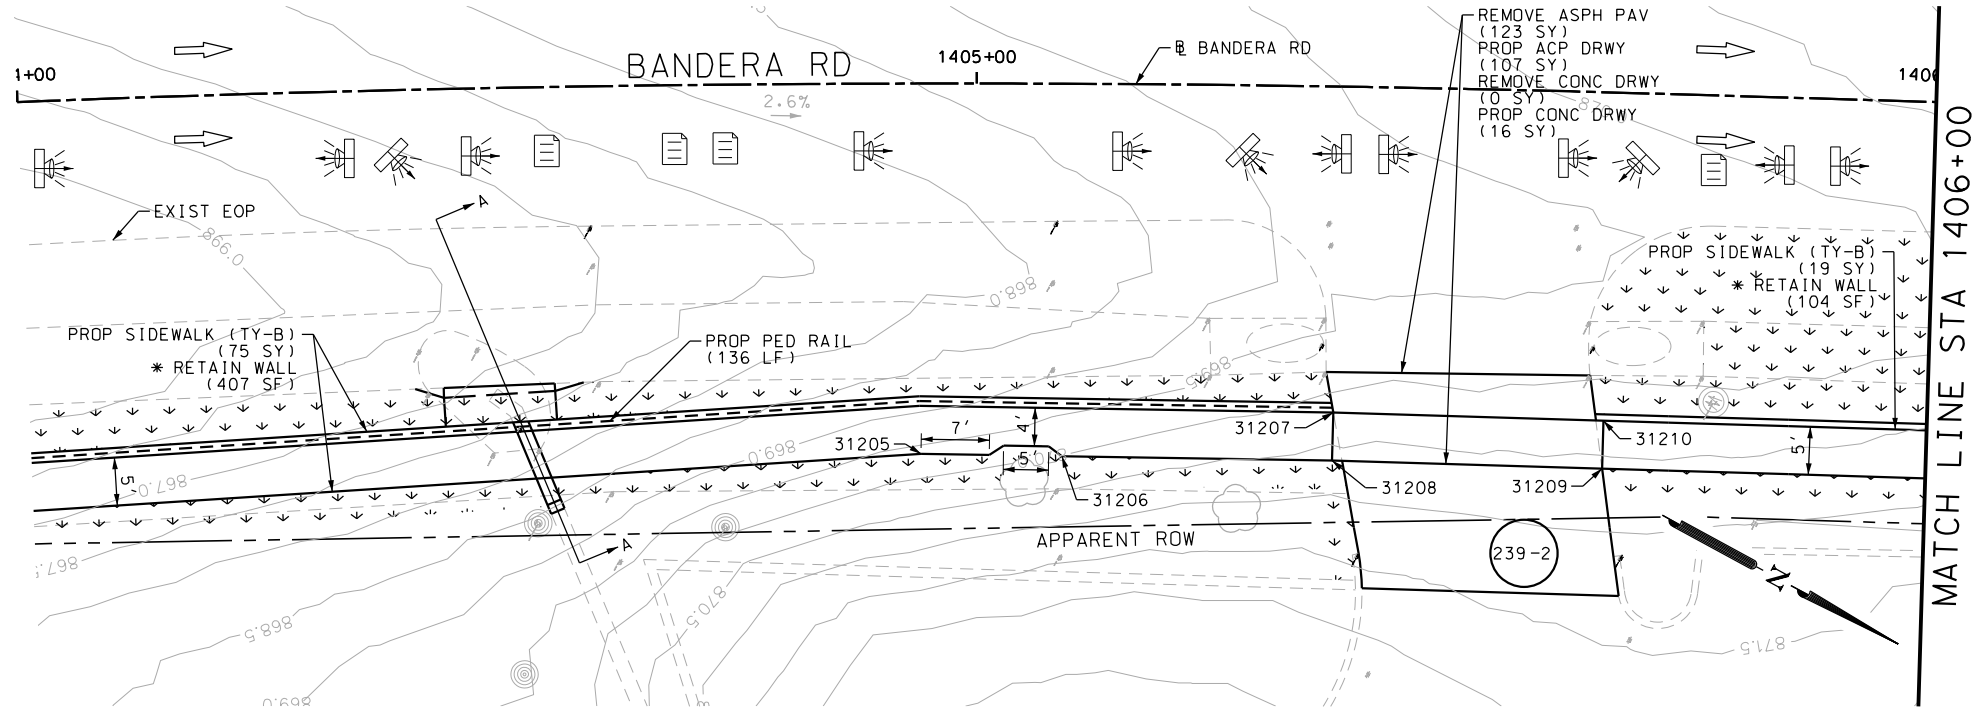 REMOVE ASPH PAV
(123 SY)
PROP ACP DRWY
(107 SY)
REMOVE CONC DRWY
(0 SY)
PROP CONC DRWY
(16 SY)
BANDERA RD
1405+00
BANDERA RD
1+00
2.6%
870
MATCH LINE STA 1406+00
A
EXIST EOP
866.0
PROP SIDEWALK (TY-B)
(19 SY)
* RETAIN WALL
(104 SF)
868.0
PROP SIDEWALK (TY-B)
(75 SY)
* RETAIN WALL
(407 SF)
PROP PED RAIL
(136 LF)
869.5
7'
4'
31207
31205
31210
5'
869.0
5'
5'
867.0
31206
31208
31209
APPARENT ROW
A
239-2
N
867.5
870.5
868.5
871.5
869.0